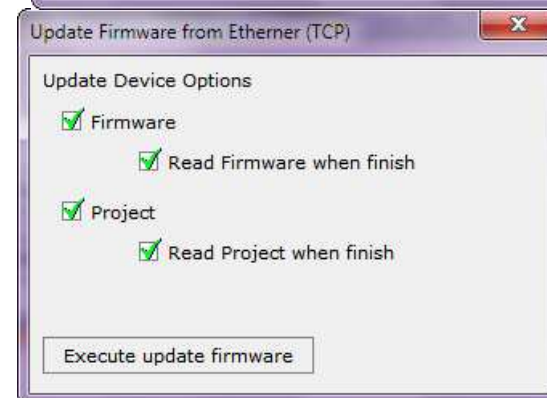 Update Firmware from Etherner (TCP)
Update Device Options
Firmware
Read Firmware when finish
Project
Read Project when finish
Execute update firmware